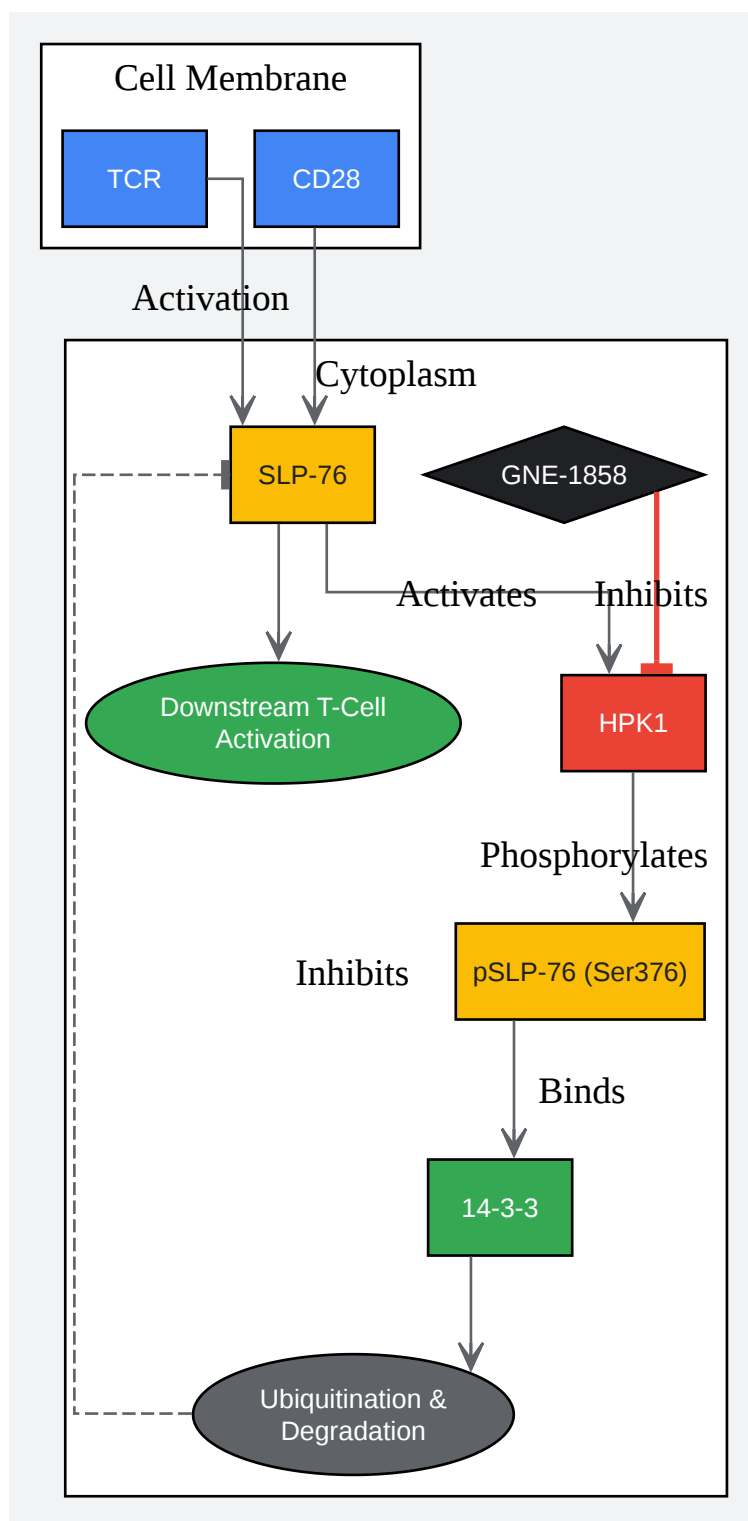 Cell Membrane
TCR
CD28
Activation
Cytoplasm
SLP-76
GNE-1858
Activates
Inhibits
Downstream T-Cell
Activation
HPK1
Phosphorylates
Inhibits
pSLP-76 (Ser376)
Binds
14-3-3
Ubiquitination &
Degradation